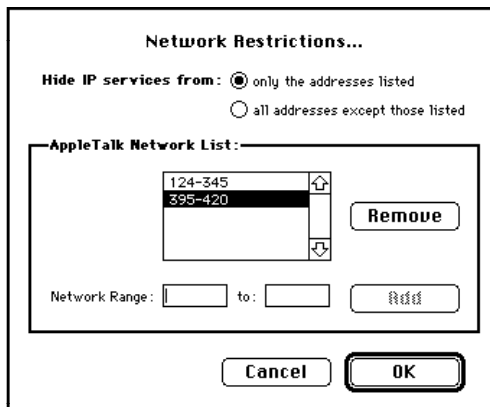 Network Restrictions...
Hide IP services from: only the addresses listed
all addresses except those listed
AppleTalk Network List:
124-345
395-420
Remove
Network Range: to: Add
Cancel OK